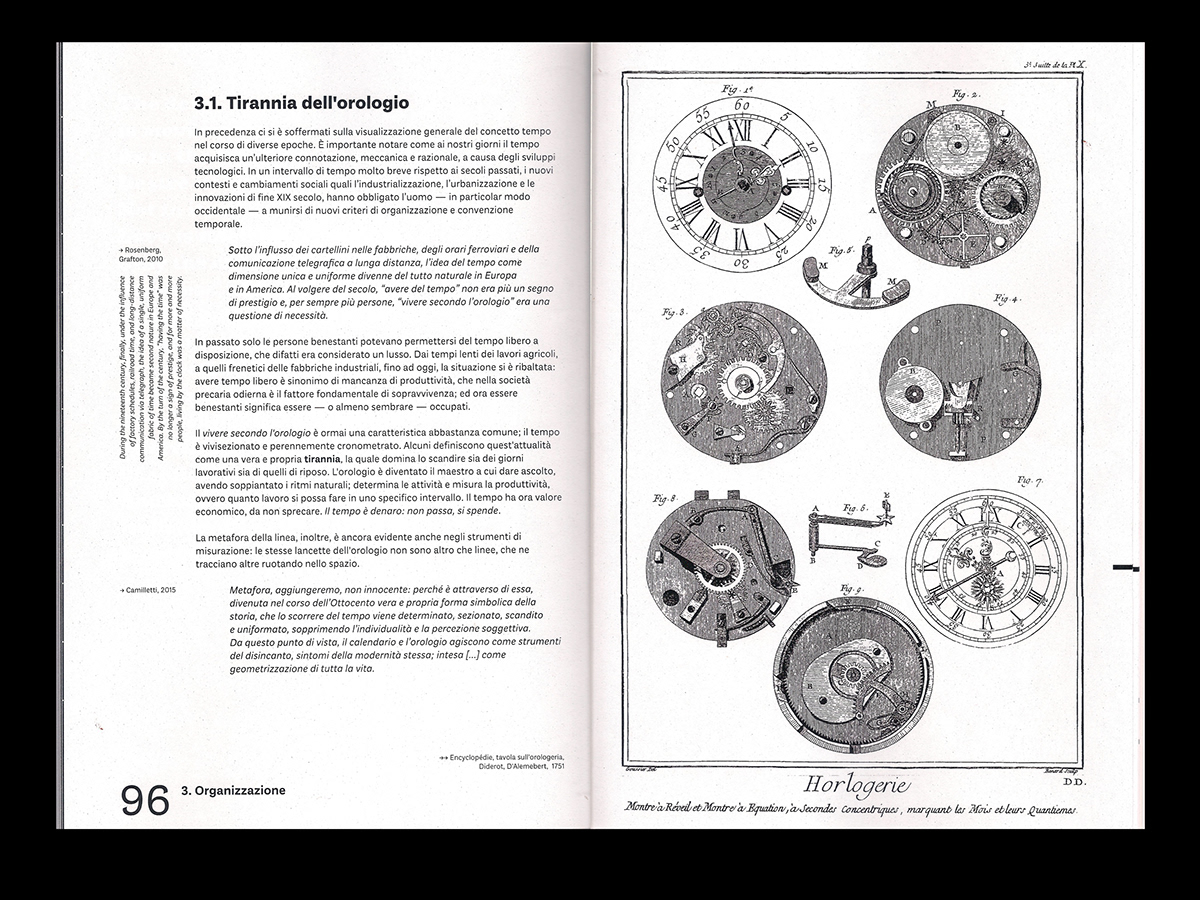 3.1. Tirannia dell'orologio
In precedenza ci si è soffermati sulla visualizzazione generale del concetto tempo
nel corso di diverse epoche. È importante notare come ai nostri giorni il tempo
acquisisca un'ulteriore connotazione, meccanica e razionale, a causa degli sviluppi
tecnologici. In un intervallo di tempo molto breve rispetto ai secoli passati, i nuovi
contesti e cambiamenti sociali quali l'industrializzazione, l'urbanizzazione e le
innovazioni di fine XIX secolo, hanno obbligato l'uomo — in particolar modo
occidentale — a munirsi di nuovi criteri di organizzazione e convenzione
temporale.
→ Rosenberg,
Grafton, 2010
During the nineteenth century, finally, under the influence
of factory schedules, railroad time, and long-distance
communication via telegraph, the idea of a single, uniform
fabric of time became second nature in Europe and
America. By the turn of the century, "having the time" was
no longer a sign of prestige, and for more and more
people, living by the clock was a matter of necessity.
Sotto l'influsso dei cartellini nelle fabbriche, degli orari ferroviari e della
comunicazione telegrafica a lunga distanza, l'idea del tempo come
dimensione unica e uniforme divenne del tutto naturale in Europa
e in America. Al volgere del secolo, "avere del tempo" non era più un segno
di prestigio e, per sempre più persone, "vivere secondo l'orologio" era una
questione di necessità.
In passato solo le persone benestanti potevano permettersi del tempo libero a
disposizione, che difatti era considerato un lusso. Dai tempi lenti dei lavori agricoli,
a quelli frenetici delle fabbriche industriali, fino ad oggi, la situazione si è ribaltata:
avere tempo libero è sinonimo di mancanza di produttività, che nella società
precaria odierna è il fattore fondamentale di sopravvivenza; ed ora essere
benestanti significa essere — o almeno sembrare — occupati.
Il vivere secondo l'orologio è ormai una caratteristica abbastanza comune; il tempo
è vivisezionato e perennemente cronometrato. Alcuni definiscono quest'attualità
come una vera e propria tirannia, la quale domina lo scandire sia dei giorni
lavorativi sia di quelli di riposo. L'orologio è diventato il maestro a cui dare ascolto,
avendo soppiantato i ritmi naturali; determina le attività e misura la produttività,
ovvero quanto lavoro si possa fare in uno specifico intervallo. Il tempo ha ora valore
economico, da non sprecare. Il tempo è denaro: non passa, si spende.
La metafora della linea, inoltre, è ancora evidente anche negli strumenti di
misurazione: le stesse lancette dell'orologio non sono altro che linee, che ne
tracciano altre ruotando nello spazio.
→ Camilletti, 2015
Metafora, aggiungeremo, non innocente: perché è attraverso di essa,
divenuta nel corso dell'Ottocento vera e propria forma simbolica della
storia, che lo scorrere del tempo viene determinato, sezionato, scandito
e uniformato, sopprimendo l'individualità e la percezione soggettiva.
Da questo punto di vista, il calendario e l'orologio agiscono come strumenti
del disincanto, sintomi della modernità stessa; intesa [...] come
geometrizzazione di tutta la vita.
→→ Encyclopédie, tavola sull'orologeria,
Diderot, D'Alemebert, 1751
96 3. Organizzazione
3e Suitte de la Pl. X.
Fig. 1e
60 5 10 15 20 30 35 40 45 50 55
Fig. 2.
M I B A E
Fig. 5.
P M M
Fig. 3.
H
Fig. 4.
B
Fig. 8.
A E
Fig. 6.
A E C B D
Fig. 7.
A
Fig. 9.
B
Goussier Del.
Benard Sculp.
Horlogerie
DD.
Montre à Réveil et Montre à Equation, à Secondes Concentriques, marquant les Mois et leurs Quantiemes.